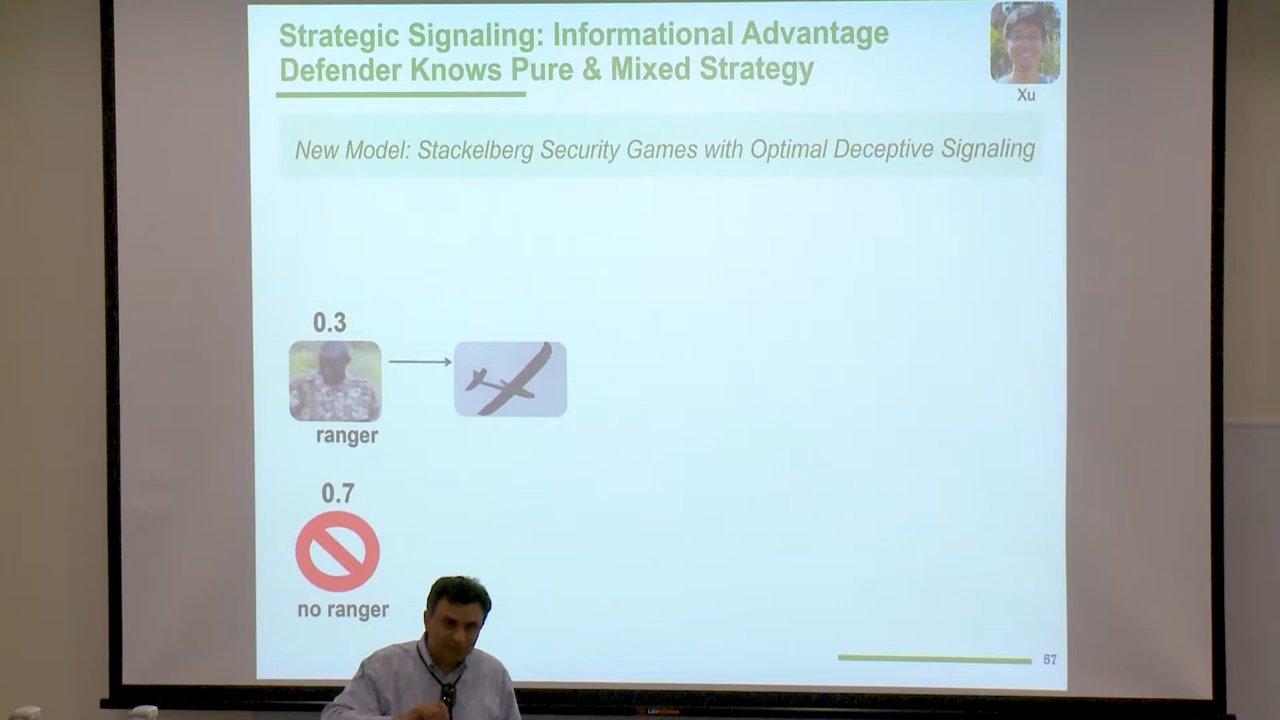 Strategic Signaling: Informational Advantage
Defender Knows Pure & Mixed Strategy
Xu
New Model: Stackelberg Security Games with Optimal Deceptive Signaling
0.3
ranger
0.7
no ranger
57